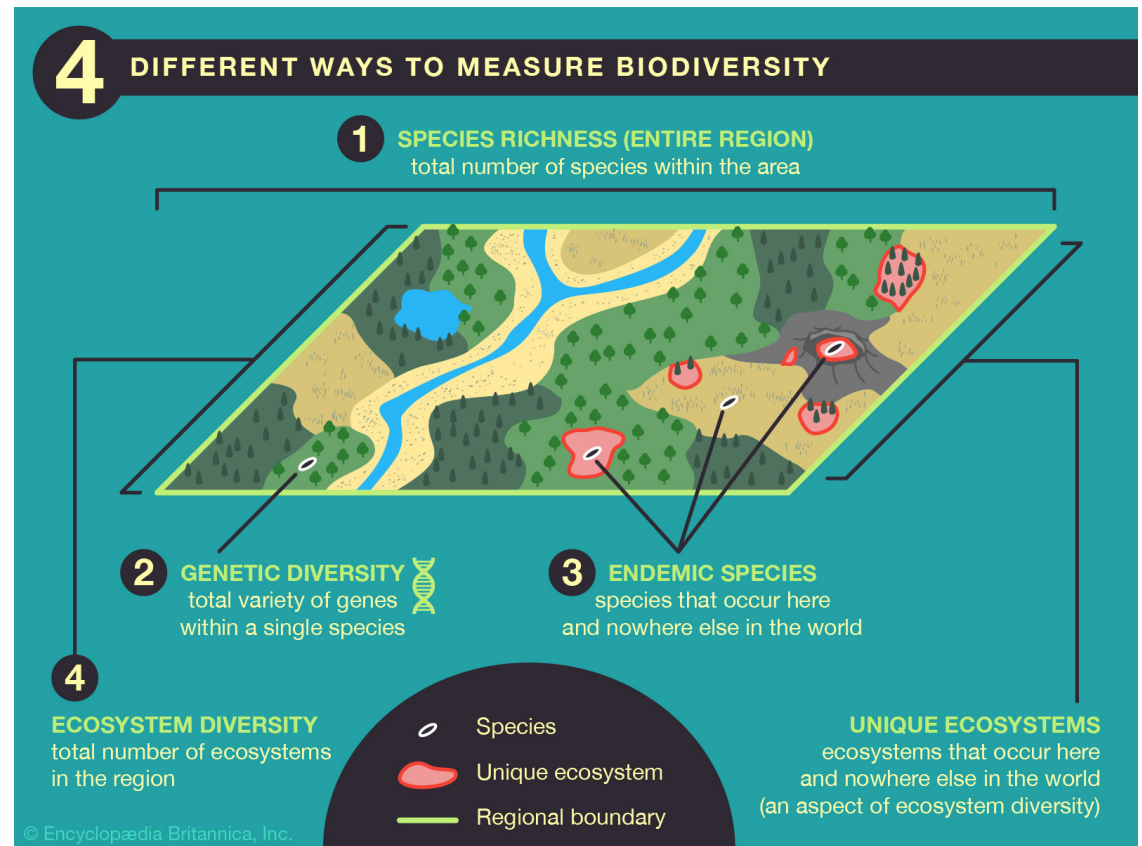 4 DIFFERENT WAYS TO MEASURE BIODIVERSITY
1 SPECIES RICHNESS (ENTIRE REGION)
total number of species within the area
2 GENETIC DIVERSITY
total variety of genes
within a single species
3 ENDEMIC SPECIES
species that occur here
and nowhere else in the world
4
ECOSYSTEM DIVERSITY
total number of ecosystems
in the region
Species
Unique ecosystem
Regional boundary
UNIQUE ECOSYSTEMS
ecosystems that occur here
and nowhere else in the world
(an aspect of ecosystem diversity)
© Encyclopædia Britannica, Inc.